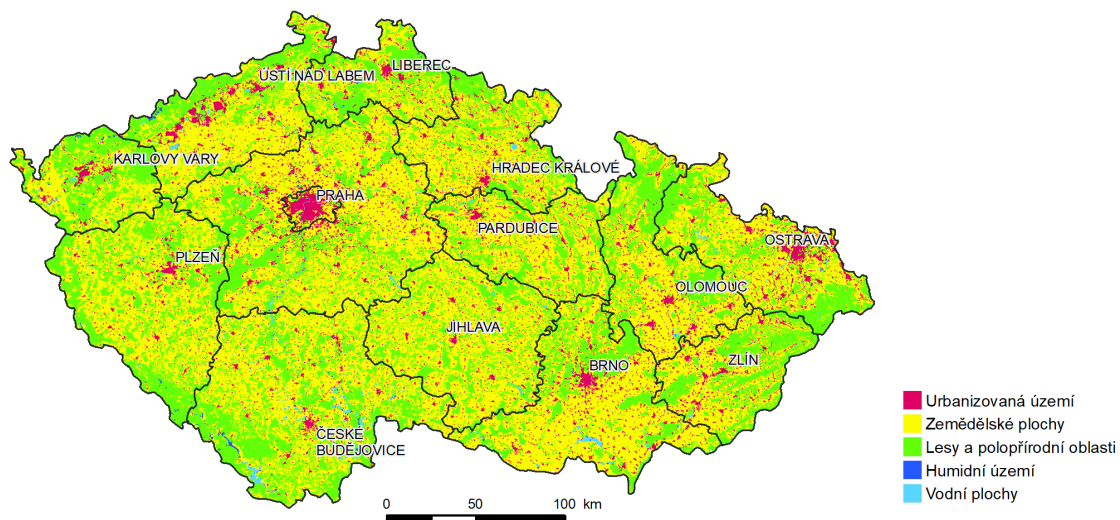 LIBEREC
ÚSTÍ NAD LABEM
KARLOVY VARY
HRADEC KRÁLOVÉ
PRAHA
PARDUBICE
OSTRAVA
PLZEŇ
OLOMOUC
JIHLAVA
ZLÍN
BRNO
ČESKÉ
BUDĚJOVICE
Urbanizovaná území
Zemědělské plochy
Lesy a polopřírodní oblasti
Humidní území
Vodní plochy
0 50 100 km